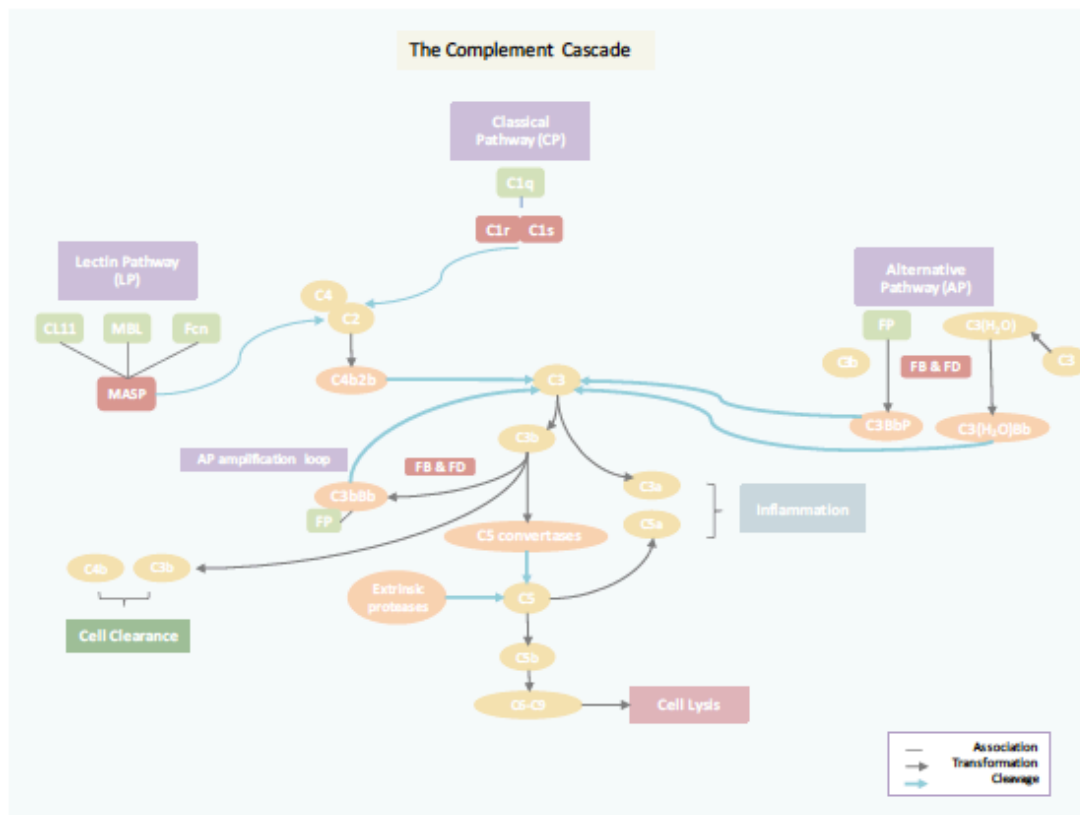 The Complement Cascade
Classical
Pathway (CP)
C1q
C1r C1s
Lectin Pathway
(LP)
CL11 MBL Fcn
MASP
C4
C2
C4b2b
Alternative
Pathway (AP)
FP C3(H₂O)
C3b FB & FD C3
C3BbP C3(H₂O)Bb
C3
C3b
AP amplification loop
FB & FD
C3bBb
FP
C3a
C5a
Inflammation
C5 convertases
C4b C3b
Cell Clearance
Extrinsic
proteases
C5
C5b
C6-C9
Cell Lysis
Association
Transformation
Cleavage